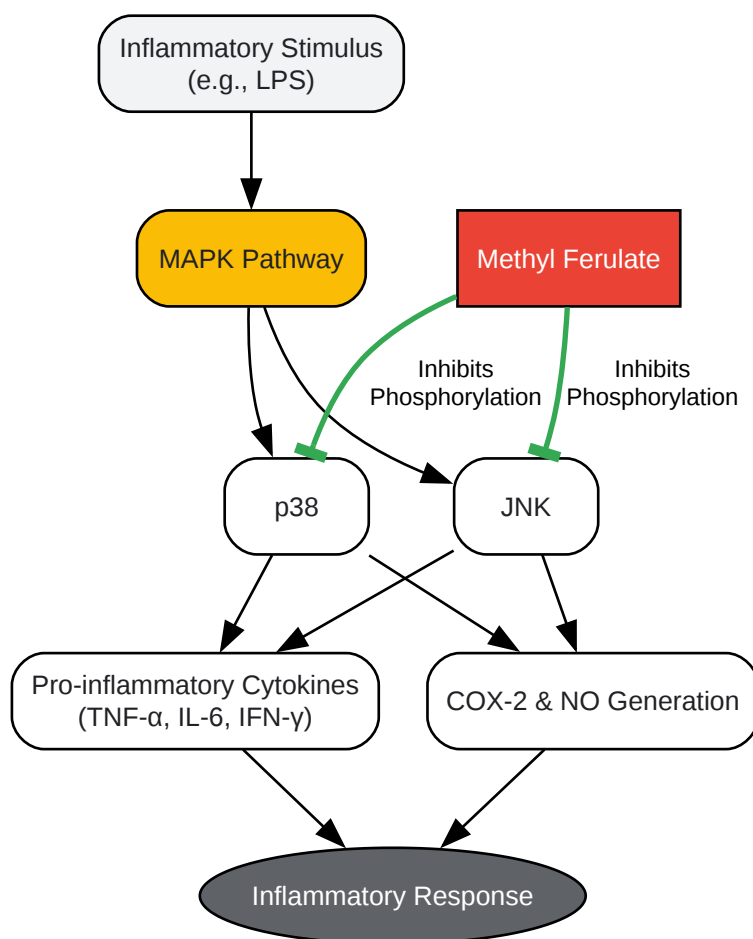 Inflammatory Stimulus
(e.g., LPS)
MAPK Pathway
Methyl Ferulate
Inhibits
Phosphorylation
Inhibits
Phosphorylation
p38
JNK
Pro-inflammatory Cytokines
(TNF-α, IL-6, IFN-γ)
COX-2 & NO Generation
Inflammatory Response